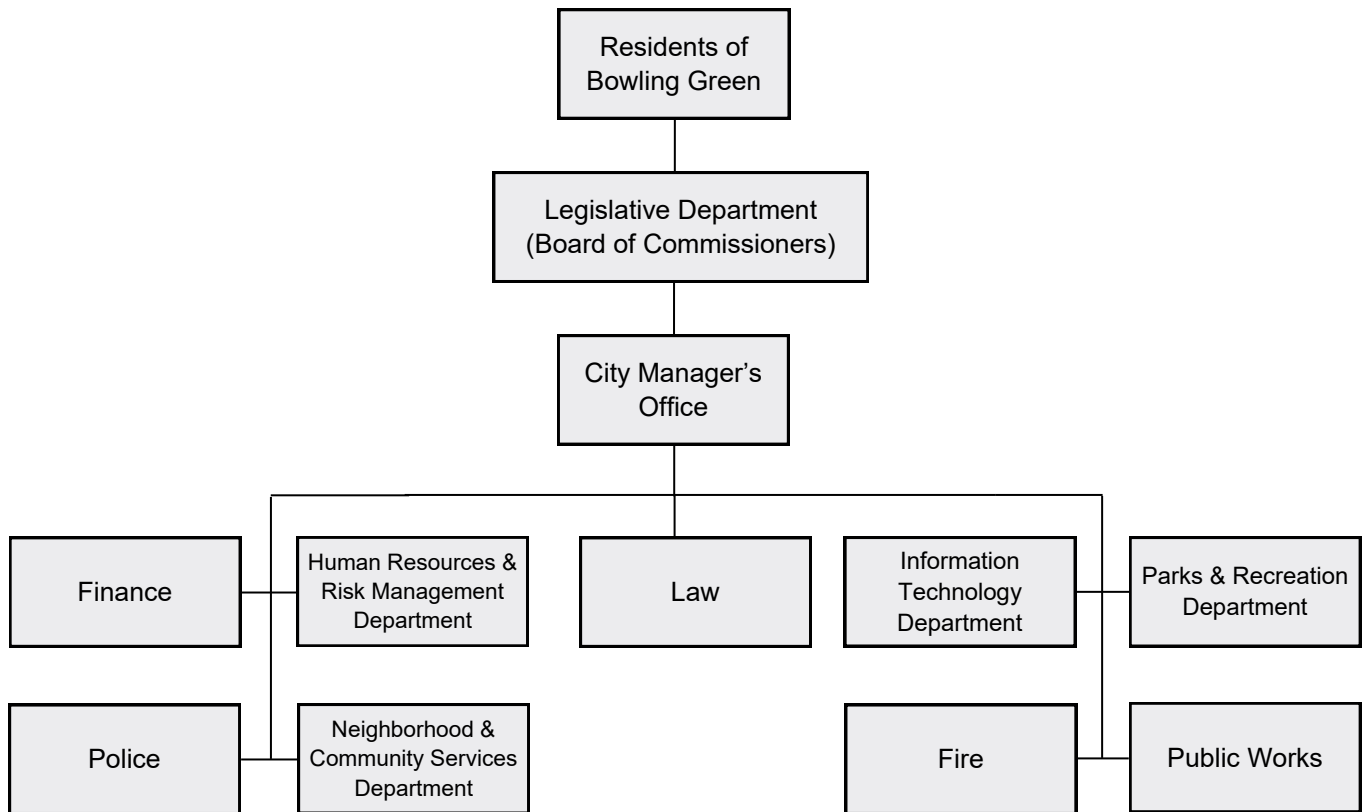 Residents of
Bowling Green
Legislative Department
(Board of Commissioners)
City Manager’s
Office
Finance
Human Resources &
Risk Management
Department
Law
Information
Technology
Department
Parks & Recreation
Department
Police
Neighborhood &
Community Services
Department
Fire
Public Works